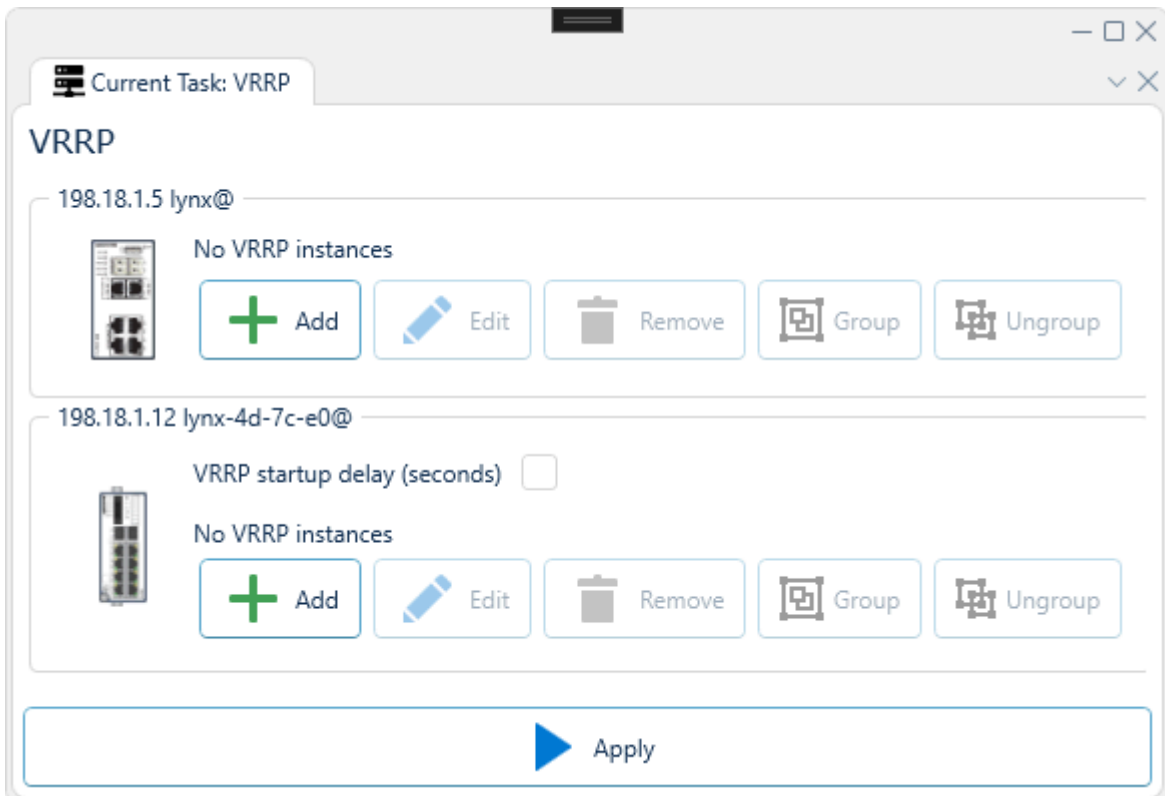 Current Task: VRRP
VRRP
198.18.1.5 lynx@
No VRRP instances
Add Edit Remove Group Ungroup
198.18.1.12 lynx-4d-7c-e0@
VRRP startup delay (seconds)
No VRRP instances
Add Edit Remove Group Ungroup
Apply